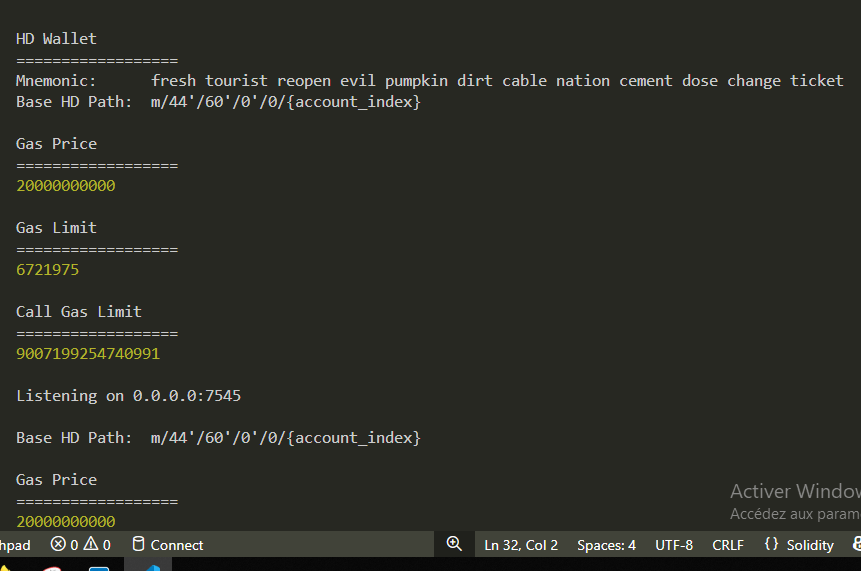 HD Wallet
==================
Mnemonic:      fresh tourist reopen evil pumpkin dirt cable nation cement dose change ticket
Base HD Path:  m/44'/60'/0'/0/{account_index}
Gas Price
==================
20000000000
Gas Limit
==================
6721975
Call Gas Limit
==================
9007199254740991
Listening on 0.0.0.0:7545
Base HD Path:  m/44'/60'/0'/0/{account_index}
Gas Price
==================
20000000000
Activer Window
Accédez aux param
hpad 0 0 Connect Ln 32, Col 2 Spaces: 4 UTF-8 CRLF {} Solidity